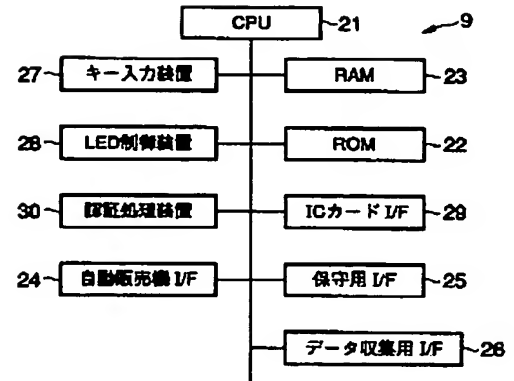 CPU 21 9
27 キー入力装置 RAM 23
28 LED制御装置 ROM 22
30 認証処理装置 ICカード I/F 29
24 自動販売機 I/F 保守用 I/F 25
データ収集用 I/F 26